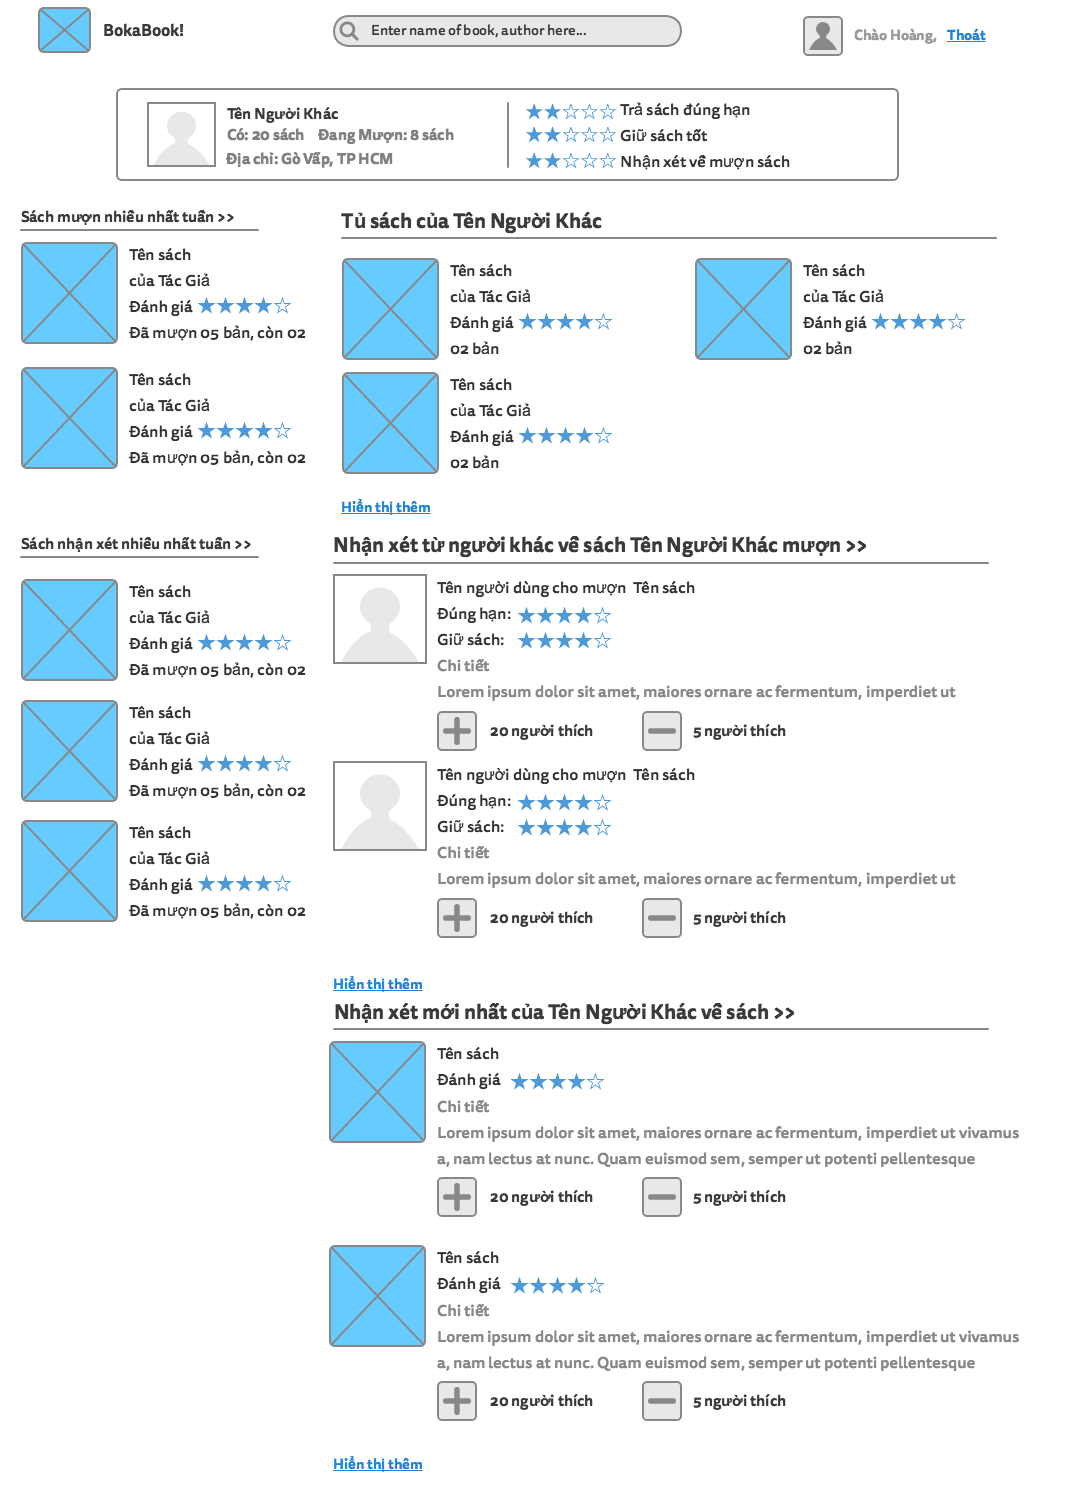 BokaBook!
Enter name of book, author here...
Chào Hoàng, Thoát
Tên Người Khác
Có: 20 sách Đang Mượn: 8 sách
Địa chỉ: Gò Vấp, TP HCM
Trả sách đúng hạn
Giữ sách tốt
Nhận xét về mượn sách
Sách mượn nhiều nhất tuần >>
Tên sách
của Tác Giả
Đánh giá
Đã mượn 05 bản, còn 02
Tên sách
của Tác Giả
Đánh giá
Đã mượn 05 bản, còn 02
Sách nhận xét nhiều nhất tuần >>
Tên sách
của Tác Giả
Đánh giá
Đã mượn 05 bản, còn 02
Tên sách
của Tác Giả
Đánh giá
Đã mượn 05 bản, còn 02
Tên sách
của Tác Giả
Đánh giá
Đã mượn 05 bản, còn 02
Tủ sách của Tên Người Khác
Tên sách
của Tác Giả
Đánh giá
02 bản
Tên sách
của Tác Giả
Đánh giá
02 bản
Tên sách
của Tác Giả
Đánh giá
02 bản
Hiển thị thêm
Nhận xét từ người khác về sách Tên Người Khác mượn >>
Tên người dùng cho mượn Tên sách
Đúng hạn:
Giữ sách:
Chi tiết
Lorem ipsum dolor sit amet, maiores ornare ac fermentum, imperdiet ut
20 người thích 5 người thích
Tên người dùng cho mượn Tên sách
Đúng hạn:
Giữ sách:
Chi tiết
Lorem ipsum dolor sit amet, maiores ornare ac fermentum, imperdiet ut
20 người thích 5 người thích
Hiển thị thêm
Nhận xét mới nhất của Tên Người Khác về sách >>
Tên sách
Đánh giá
Chi tiết
Lorem ipsum dolor sit amet, maiores ornare ac fermentum, imperdiet ut vivamus
a, nam lectus at nunc. Quam euismod sem, semper ut potenti pellentesque
20 người thích 5 người thích
Tên sách
Đánh giá
Chi tiết
Lorem ipsum dolor sit amet, maiores ornare ac fermentum, imperdiet ut vivamus
a, nam lectus at nunc. Quam euismod sem, semper ut potenti pellentesque
20 người thích 5 người thích
Hiển thị thêm